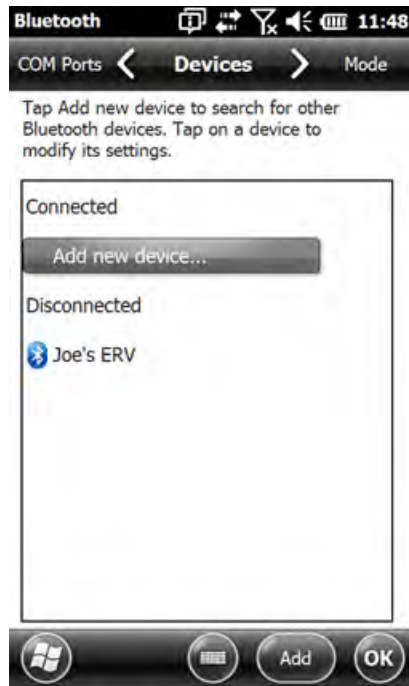 Bluetooth 11:48
COM Ports Devices Mode
Tap Add new device to search for other
Bluetooth devices. Tap on a device to
modify its settings.
Connected
Add new device...
Disconnected
Joe's ERV
Add OK